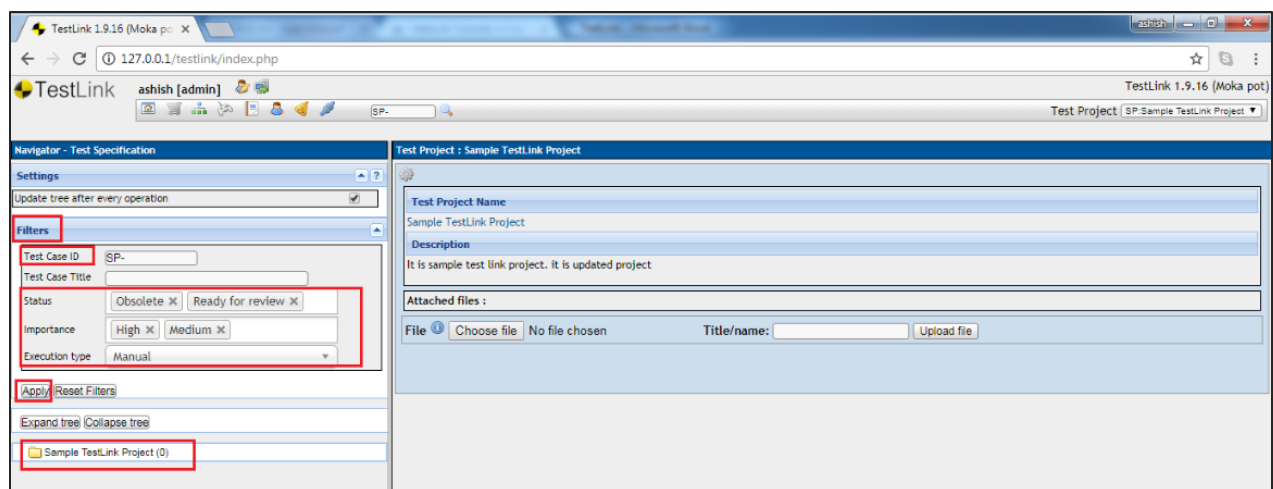 TestLink 1.9.16 (Moka po
ashish
127.0.0.1/testlink/index.php
TestLink ashish [admin] TestLink 1.9.16 (Moka pot)
SP- Test Project SP:Sample TestLink Project
Navigator - Test Specification
Settings ?
Update tree after every operation
Filters
Test Case ID SP-
Test Case Title
Status Obsolete × Ready for review ×
Importance High × Medium ×
Execution type Manual
Apply Reset Filters
Expand tree Collapse tree
Sample TestLink Project (0)
Test Project : Sample TestLink Project
Test Project Name
Sample TestLink Project
Description
It is sample test link project. it is updated project
Attached files :
File Choose file No file chosen Title/name: Upload file